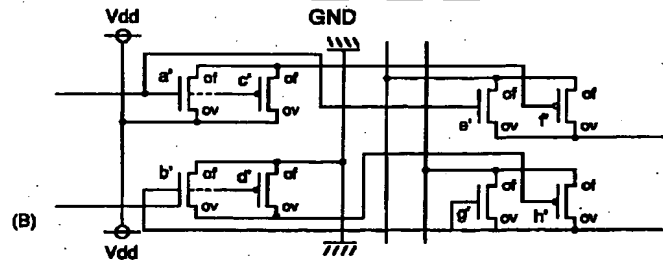 Vdd
GND
a' of c' of
ov ov
e' of f' of
ov ov
b' of d' of
ov ov
g' of h' of
ov ov
(B)
Vdd